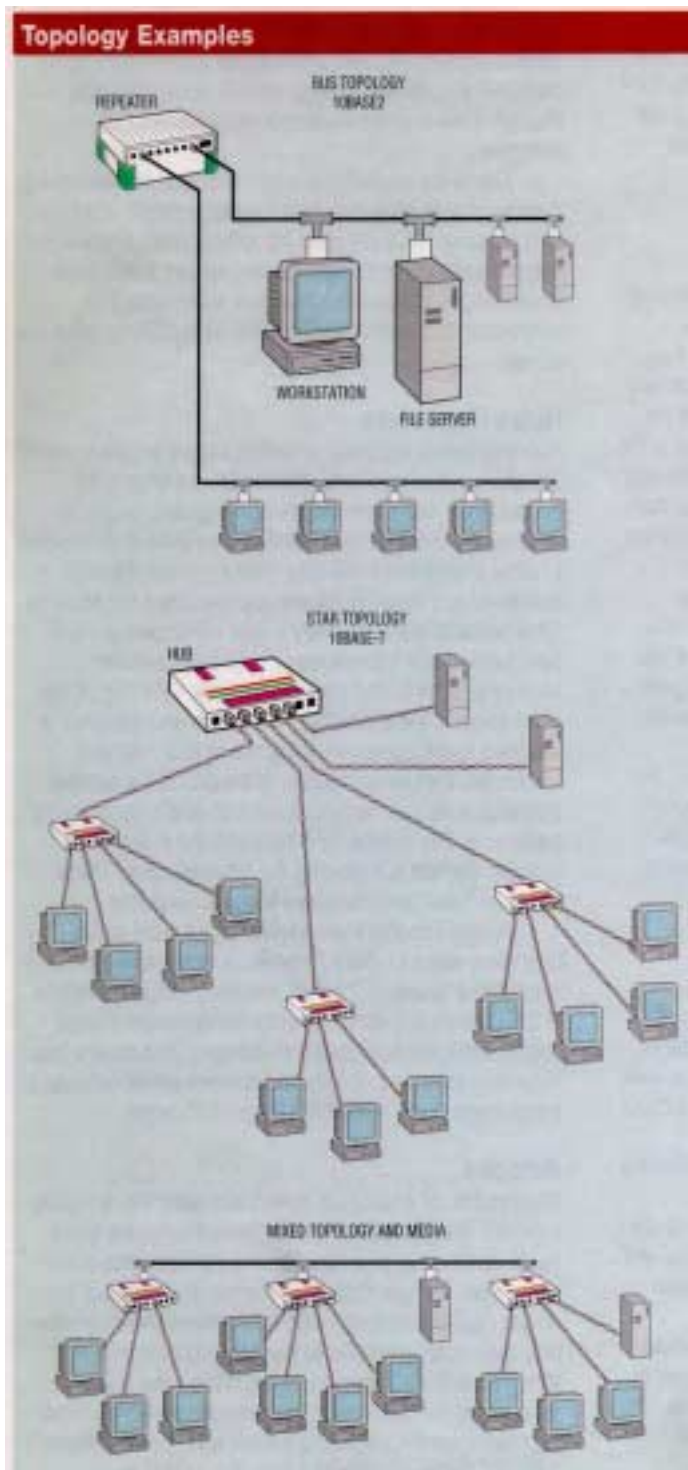 Topology Examples
BUS TOPOLOGY
10BASE2
REPEATER
WORKSTATION
FILE SERVER
STAR TOPOLOGY
10BASE-T
HUB
MIXED TOPOLOGY AND MEDIA